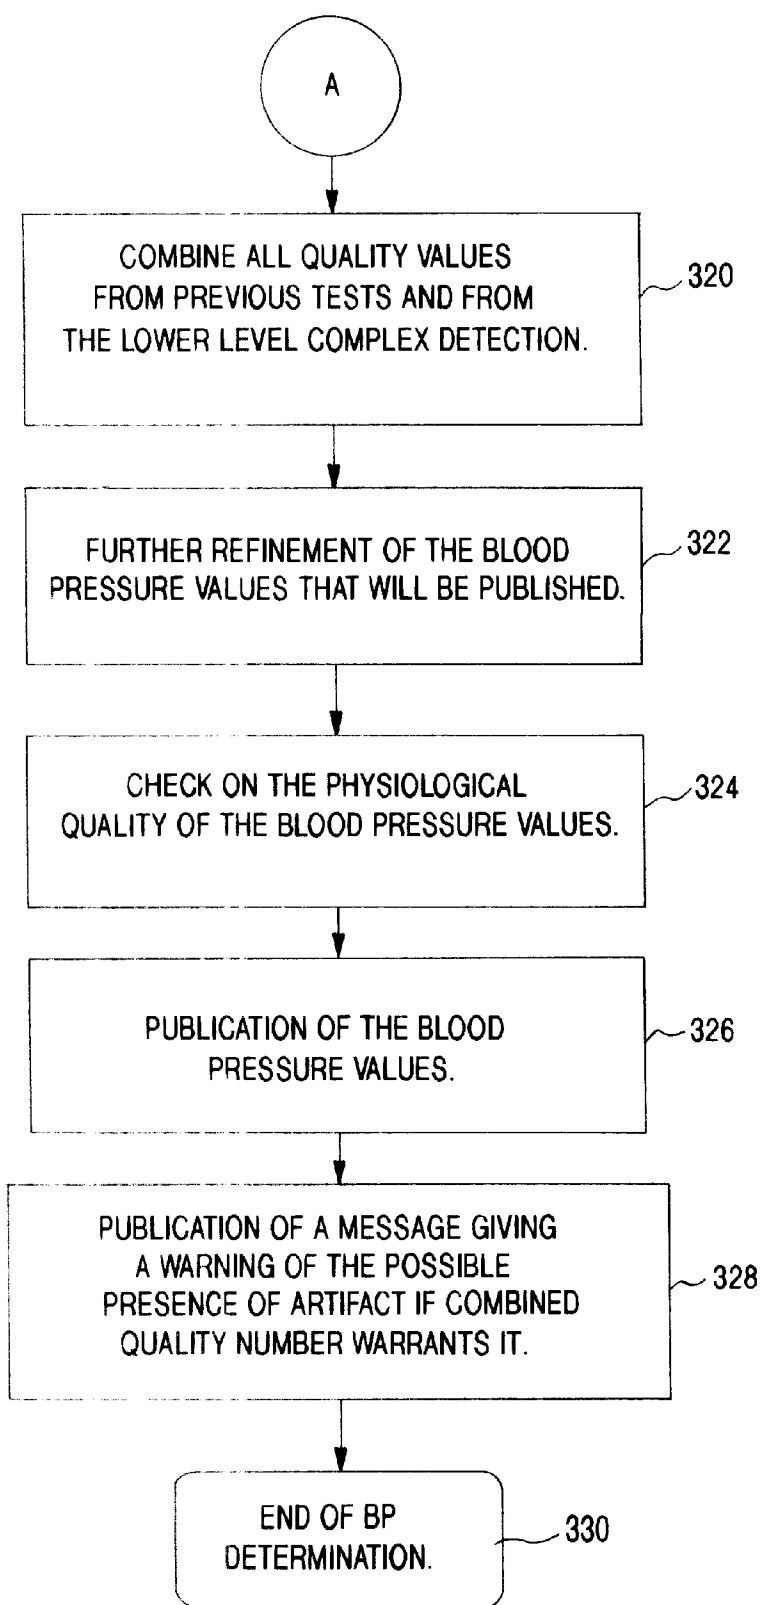 A
COMBINE ALL QUALITY VALUES
FROM PREVIOUS TESTS AND FROM
THE LOWER LEVEL COMPLEX DETECTION.
320
FURTHER REFINEMENT OF THE BLOOD
PRESSURE VALUES THAT WILL BE PUBLISHED.
322
CHECK ON THE PHYSIOLOGICAL
QUALITY OF THE BLOOD PRESSURE VALUES.
324
PUBLICATION OF THE BLOOD
PRESSURE VALUES.
326
PUBLICATION OF A MESSAGE GIVING
A WARNING OF THE POSSIBLE
PRESENCE OF ARTIFACT IF COMBINED
QUALITY NUMBER WARRANTS IT.
328
END OF BP
DETERMINATION.
330